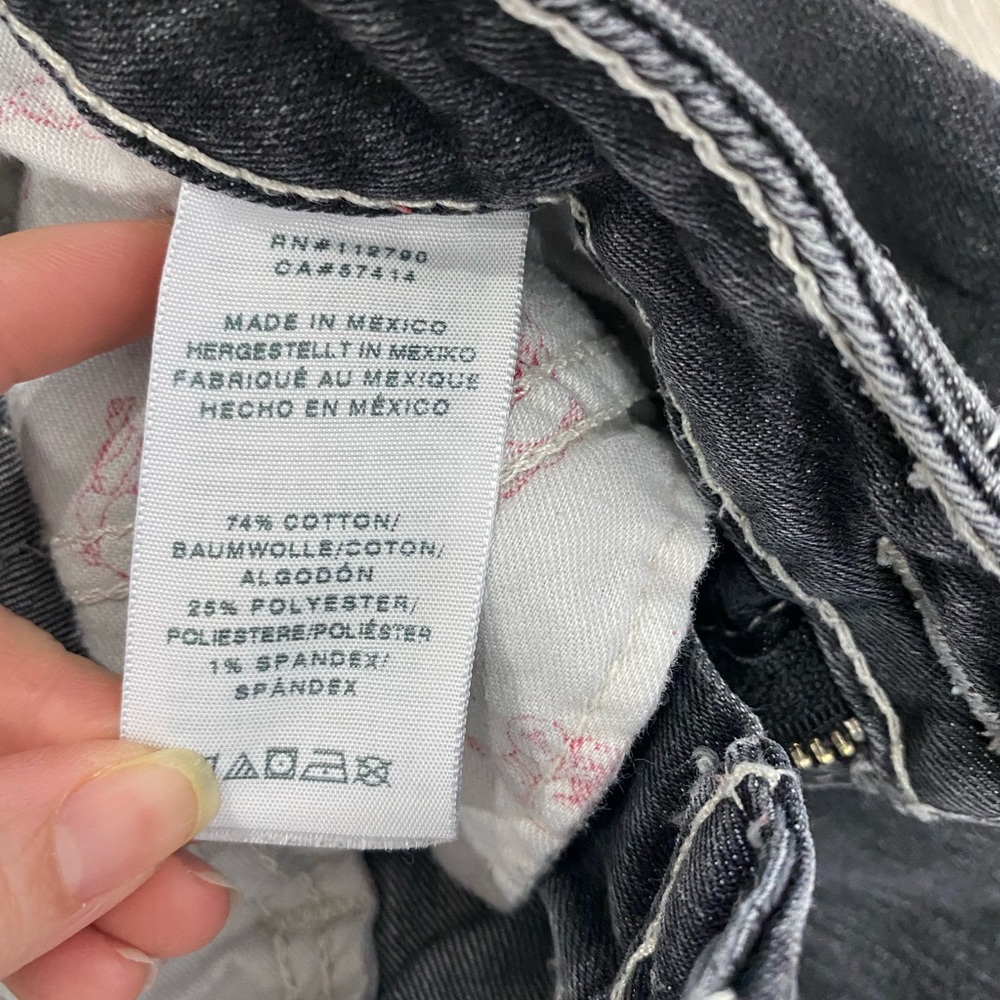 RN#112790
CA#57414
MADE IN MEXICO
HERGESTELLT IN MEXIKO
FABRIQUÉ AU MEXIQUE
HECHO EN MÉXICO
74% COTTON/
BAUMWOLLE/COTON/
ALGODÓN
25% POLYESTER/
POLIESTERE/POLIÉSTER
1% SPANDEX/
SPÁNDEX